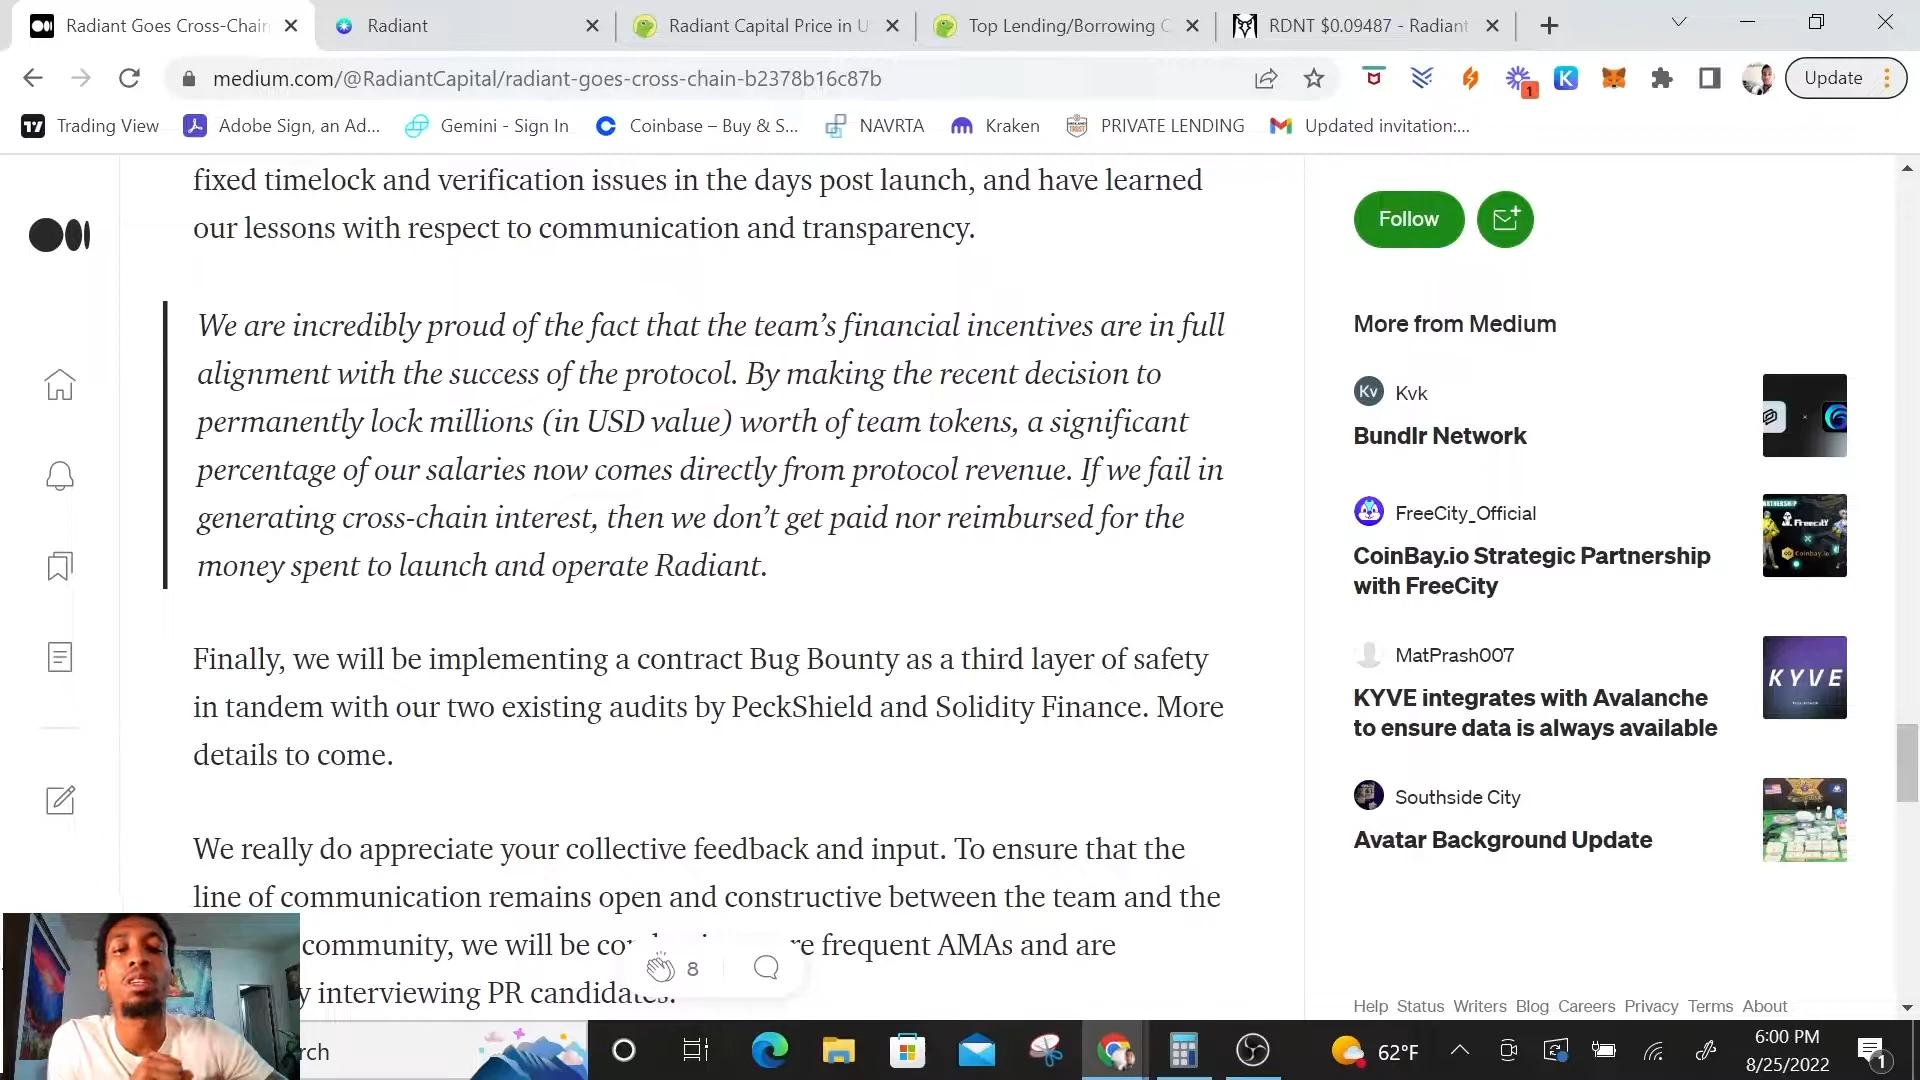 Radiant Goes Cross-Chain
Radiant
Radiant Capital Price in U
Top Lending/Borrowing C
RDNT $0.09487 - Radiant
medium.com/@RadiantCapital/radiant-goes-cross-chain-b2378b16c87b
1
K
Update
Trading View
Adobe Sign, an Ad...
Gemini - Sign In
Coinbase – Buy & S...
NAVRTA
Kraken
PRIVATE LENDING
Updated invitation:...
fixed timelock and verification issues in the days post launch, and have learned
our lessons with respect to communication and transparency.
We are incredibly proud of the fact that the team’s financial incentives are in full
alignment with the success of the protocol. By making the recent decision to
permanently lock millions (in USD value) worth of team tokens, a significant
percentage of our salaries now comes directly from protocol revenue. If we fail in
generating cross-chain interest, then we don’t get paid nor reimbursed for the
money spent to launch and operate Radiant.
Finally, we will be implementing a contract Bug Bounty as a third layer of safety
in tandem with our two existing audits by PeckShield and Solidity Finance. More
details to come.
We really do appreciate your collective feedback and input. To ensure that the
line of communication remains open and constructive between the team and the
community, we will be re frequent AMAs and are
interviewing PR candidates.
8
Follow
More from Medium
Kv
Kvk
Bundlr Network
FreeCity_Official
CoinBay.io Strategic Partnership
with FreeCity
MatPrash007
KYVE integrates with Avalanche
to ensure data is always available
KYVE
Southside City
Avatar Background Update
Help Status Writers Blog Careers Privacy Terms About
rch
62°F
6:00 PM
8/25/2022
1